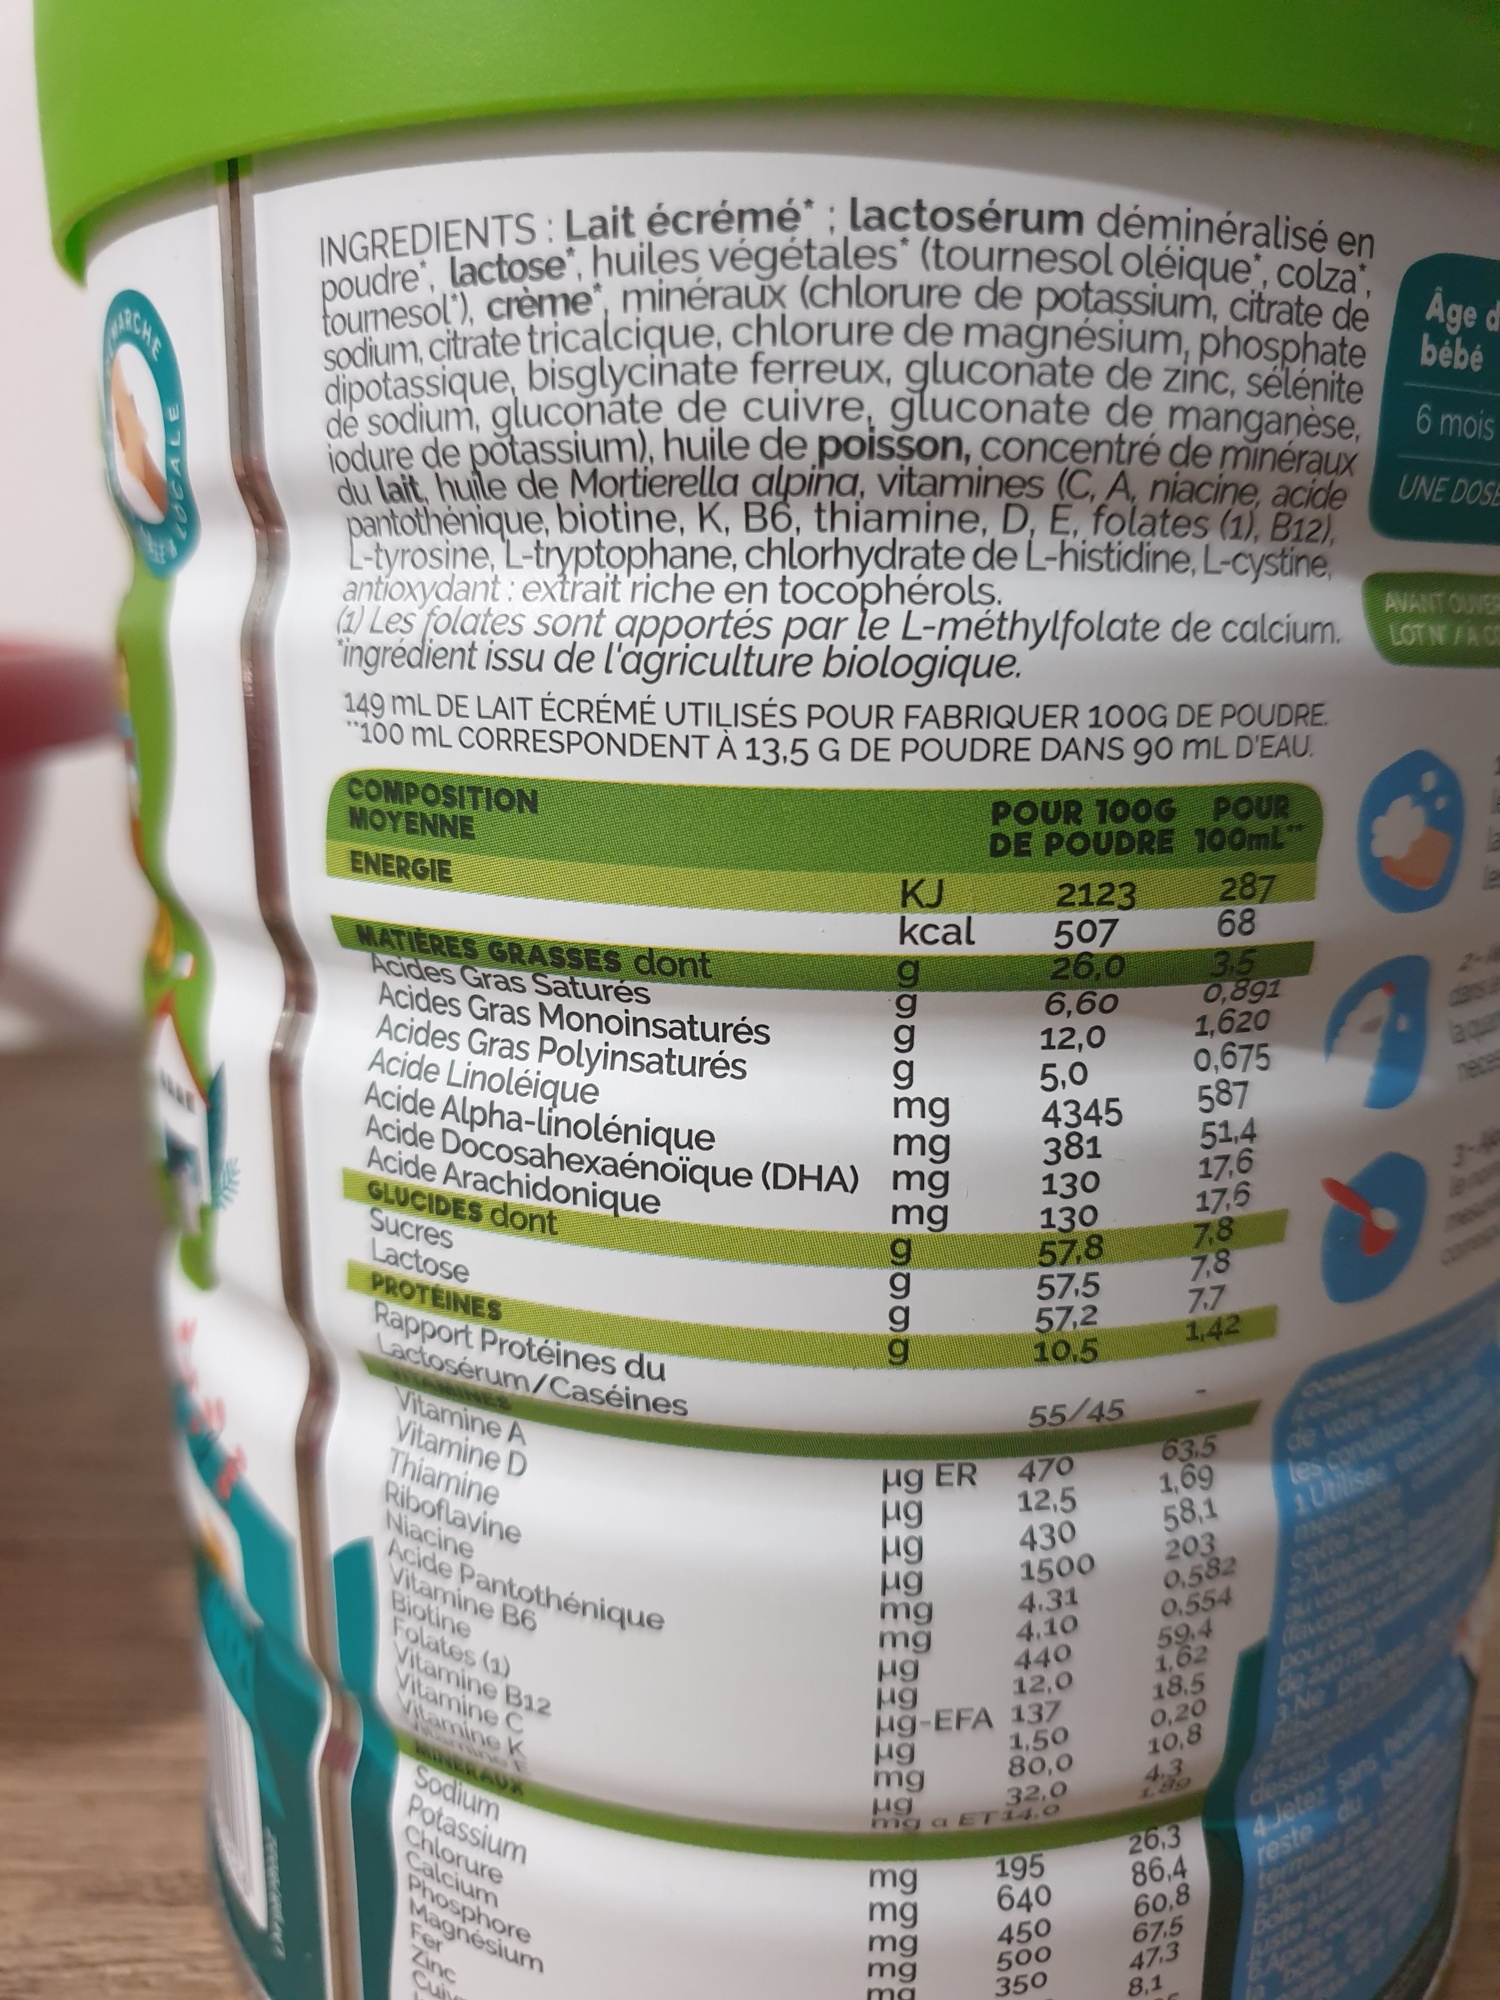 INGREDIENTS : Lait écrémé* ; lactosérum déminéralisé en
poudre*, lactose*, huiles végétales* (tournesol oléique*, colza*,
tournesol*), crème*, minéraux (chlorure de potassium, citrate de
sodium, citrate tricalcique, chlorure de magnésium, phosphate
dipotassique, bisglycinate ferreux, gluconate de zinc, sélénite
de sodium, gluconate de cuivre, gluconate de manganèse,
iodure de potassium), huile de poisson, concentré de minéraux
du lait, huile de Mortierella alpina, vitamines (C, A, niacine, acide
pantothénique, biotine, K, B6, thiamine, D, E, folates (1), B12),
L-tyrosine, L-tryptophane, chlorhydrate de L-histidine, L-cystine,
antioxydant : extrait riche en tocophérols.
(1) Les folates sont apportés par le L-méthylfolate de calcium.
*ingrédient issu de l'agriculture biologique.
149 mL DE LAIT ÉCRÉMÉ UTILISÉS POUR FABRIQUER 100G DE POUDRE.
**100 mL CORRESPONDENT À 13,5 G DE POUDRE DANS 90 mL D'EAU.
COMPOSITION MOYENNE POUR 100G DE POUDRE POUR 100mL**
ENERGIE KJ 2123 287
kcal 507 68
MATIÈRES GRASSES dont g 26,0 3,5
Acides Gras Saturés g 6,60 0,891
Acides Gras Monoinsaturés g 12,0 1,620
Acides Gras Polyinsaturés g 5,0 0,675
Acide Linoléique mg 4345 587
Acide Alpha-linolénique mg 381 51,4
Acide Docosahexaénoïque (DHA) mg 130 17,6
Acide Arachidonique mg 130 17,6
GLUCIDES dont g 57,8 7,8
Sucres g 57,5 7,8
Lactose g 57,2 7,7
PROTÉINES g 10,5 1,42
Rapport Protéines du
Lactosérum/Caséines 55/45 -
VITAMINES
Vitamine A µg ER 470 63,5
Vitamine D µg 12,5 1,69
Thiamine µg 430 58,1
Riboflavine µg 1500 203
Niacine mg 4,31 0,582
Acide Pantothénique mg 4,10 0,554
Vitamine B6 µg 440 59,4
Biotine µg 12,0 1,62
Folates (1) µg-EFA 137 18,5
Vitamine B12 µg 1,50 0,20
Vitamine C mg 80,0 10,8
Vitamine K µg 32,0 4,3
Vitamine E mg α ET 14,0 1,89
MINÉRAUX
Sodium mg 195 26,3
Potassium mg 640 86,4
Chlorure mg 450 60,8
Calcium mg 500 67,5
Phosphore mg 350 47,3
Magnésium 8,1
Fer
Zinc
Âge
bébé
6 mois
UNE DOSE
AVANT OUVER
LOT N° / A
LOCALE